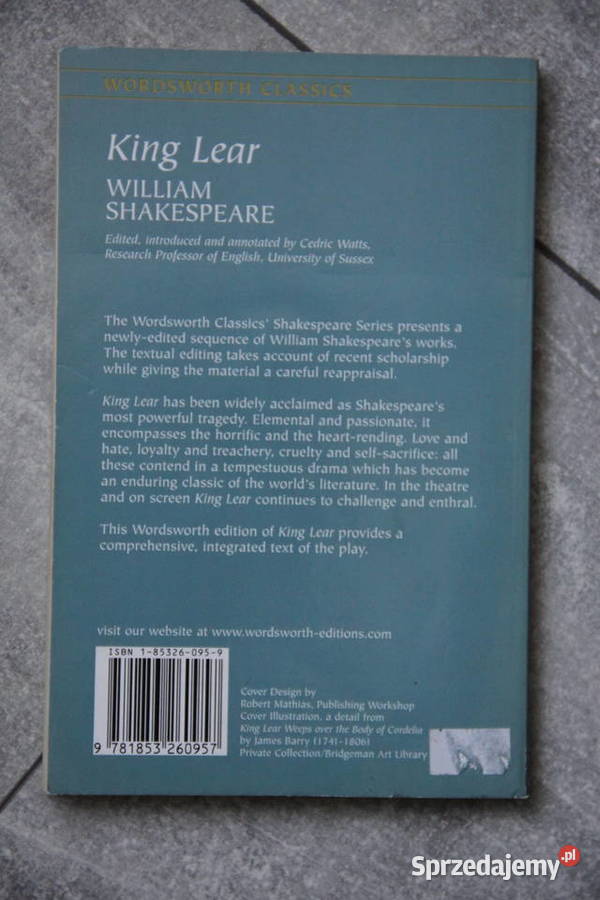 WORDSWORTH CLASSICS
King Lear
WILLIAM
SHAKESPEARE
Edited, introduced and annotated by Cedric Watts,
Research Professor of English, University of Sussex
The Wordsworth Classics' Shakespeare Series presents a
newly-edited sequence of William Shakespeare's works.
The textual editing takes account of recent scholarship
while giving the material a careful reappraisal.
King Lear has been widely acclaimed as Shakespeare's
most powerful tragedy. Elemental and passionate, it
encompasses the horrific and the heart-rending. Love and
hate, loyalty and treachery, cruelty and self-sacrifice: all
these contend in a tempestuous drama which has become
an enduring classic of the world's literature. In the theatre
and on screen King Lear continues to challenge and enthral.
This Wordsworth edition of King Lear provides a
comprehensive, integrated text of the play.
visit our website at www.wordsworth-editions.com
ISBN 1-85326-095-9
9 781853 260957
Cover Design by
Robert Mathias, Publishing Workshop
Cover Illustration, a detail from
King Lear Weeps over the Body of Cordelia
by James Barry (1741-1806)
Private Collection/Bridgeman Art Library
Sprzedajemy.pl